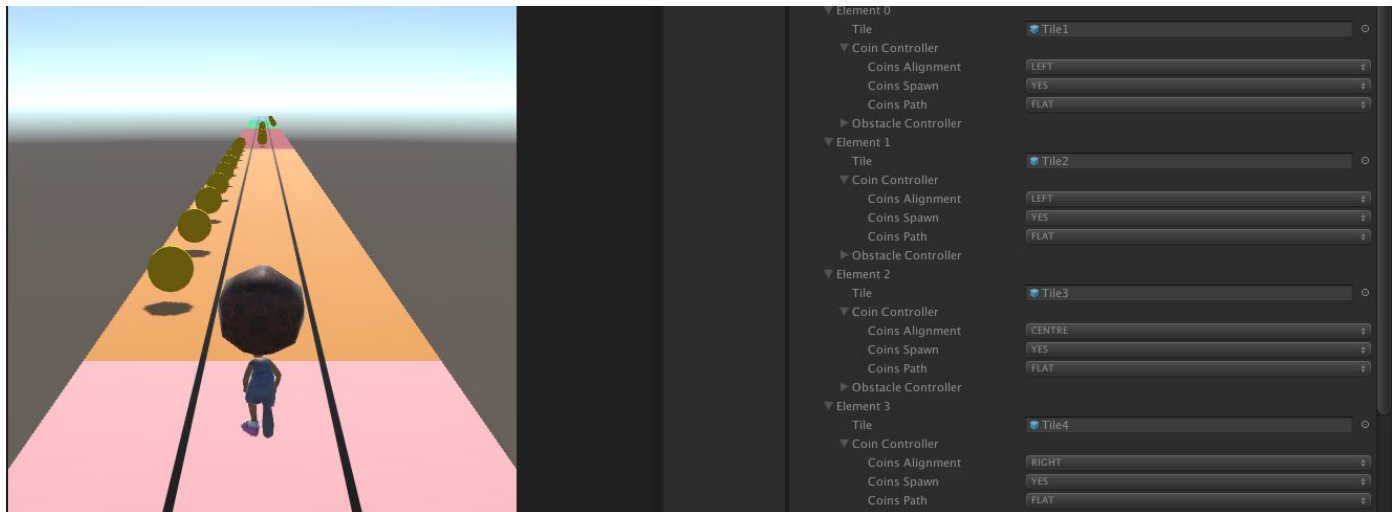 Element 0
Tile Tile1
Coin Controller
Coins Alignment LEFT
Coins Spawn YES
Coins Path FLAT
Obstacle Controller
Element 1
Tile Tile2
Coin Controller
Coins Alignment LEFT
Coins Spawn YES
Coins Path FLAT
Obstacle Controller
Element 2
Tile Tile3
Coin Controller
Coins Alignment CENTRE
Coins Spawn YES
Coins Path FLAT
Obstacle Controller
Element 3
Tile Tile4
Coin Controller
Coins Alignment RIGHT
Coins Spawn YES
Coins Path FLAT